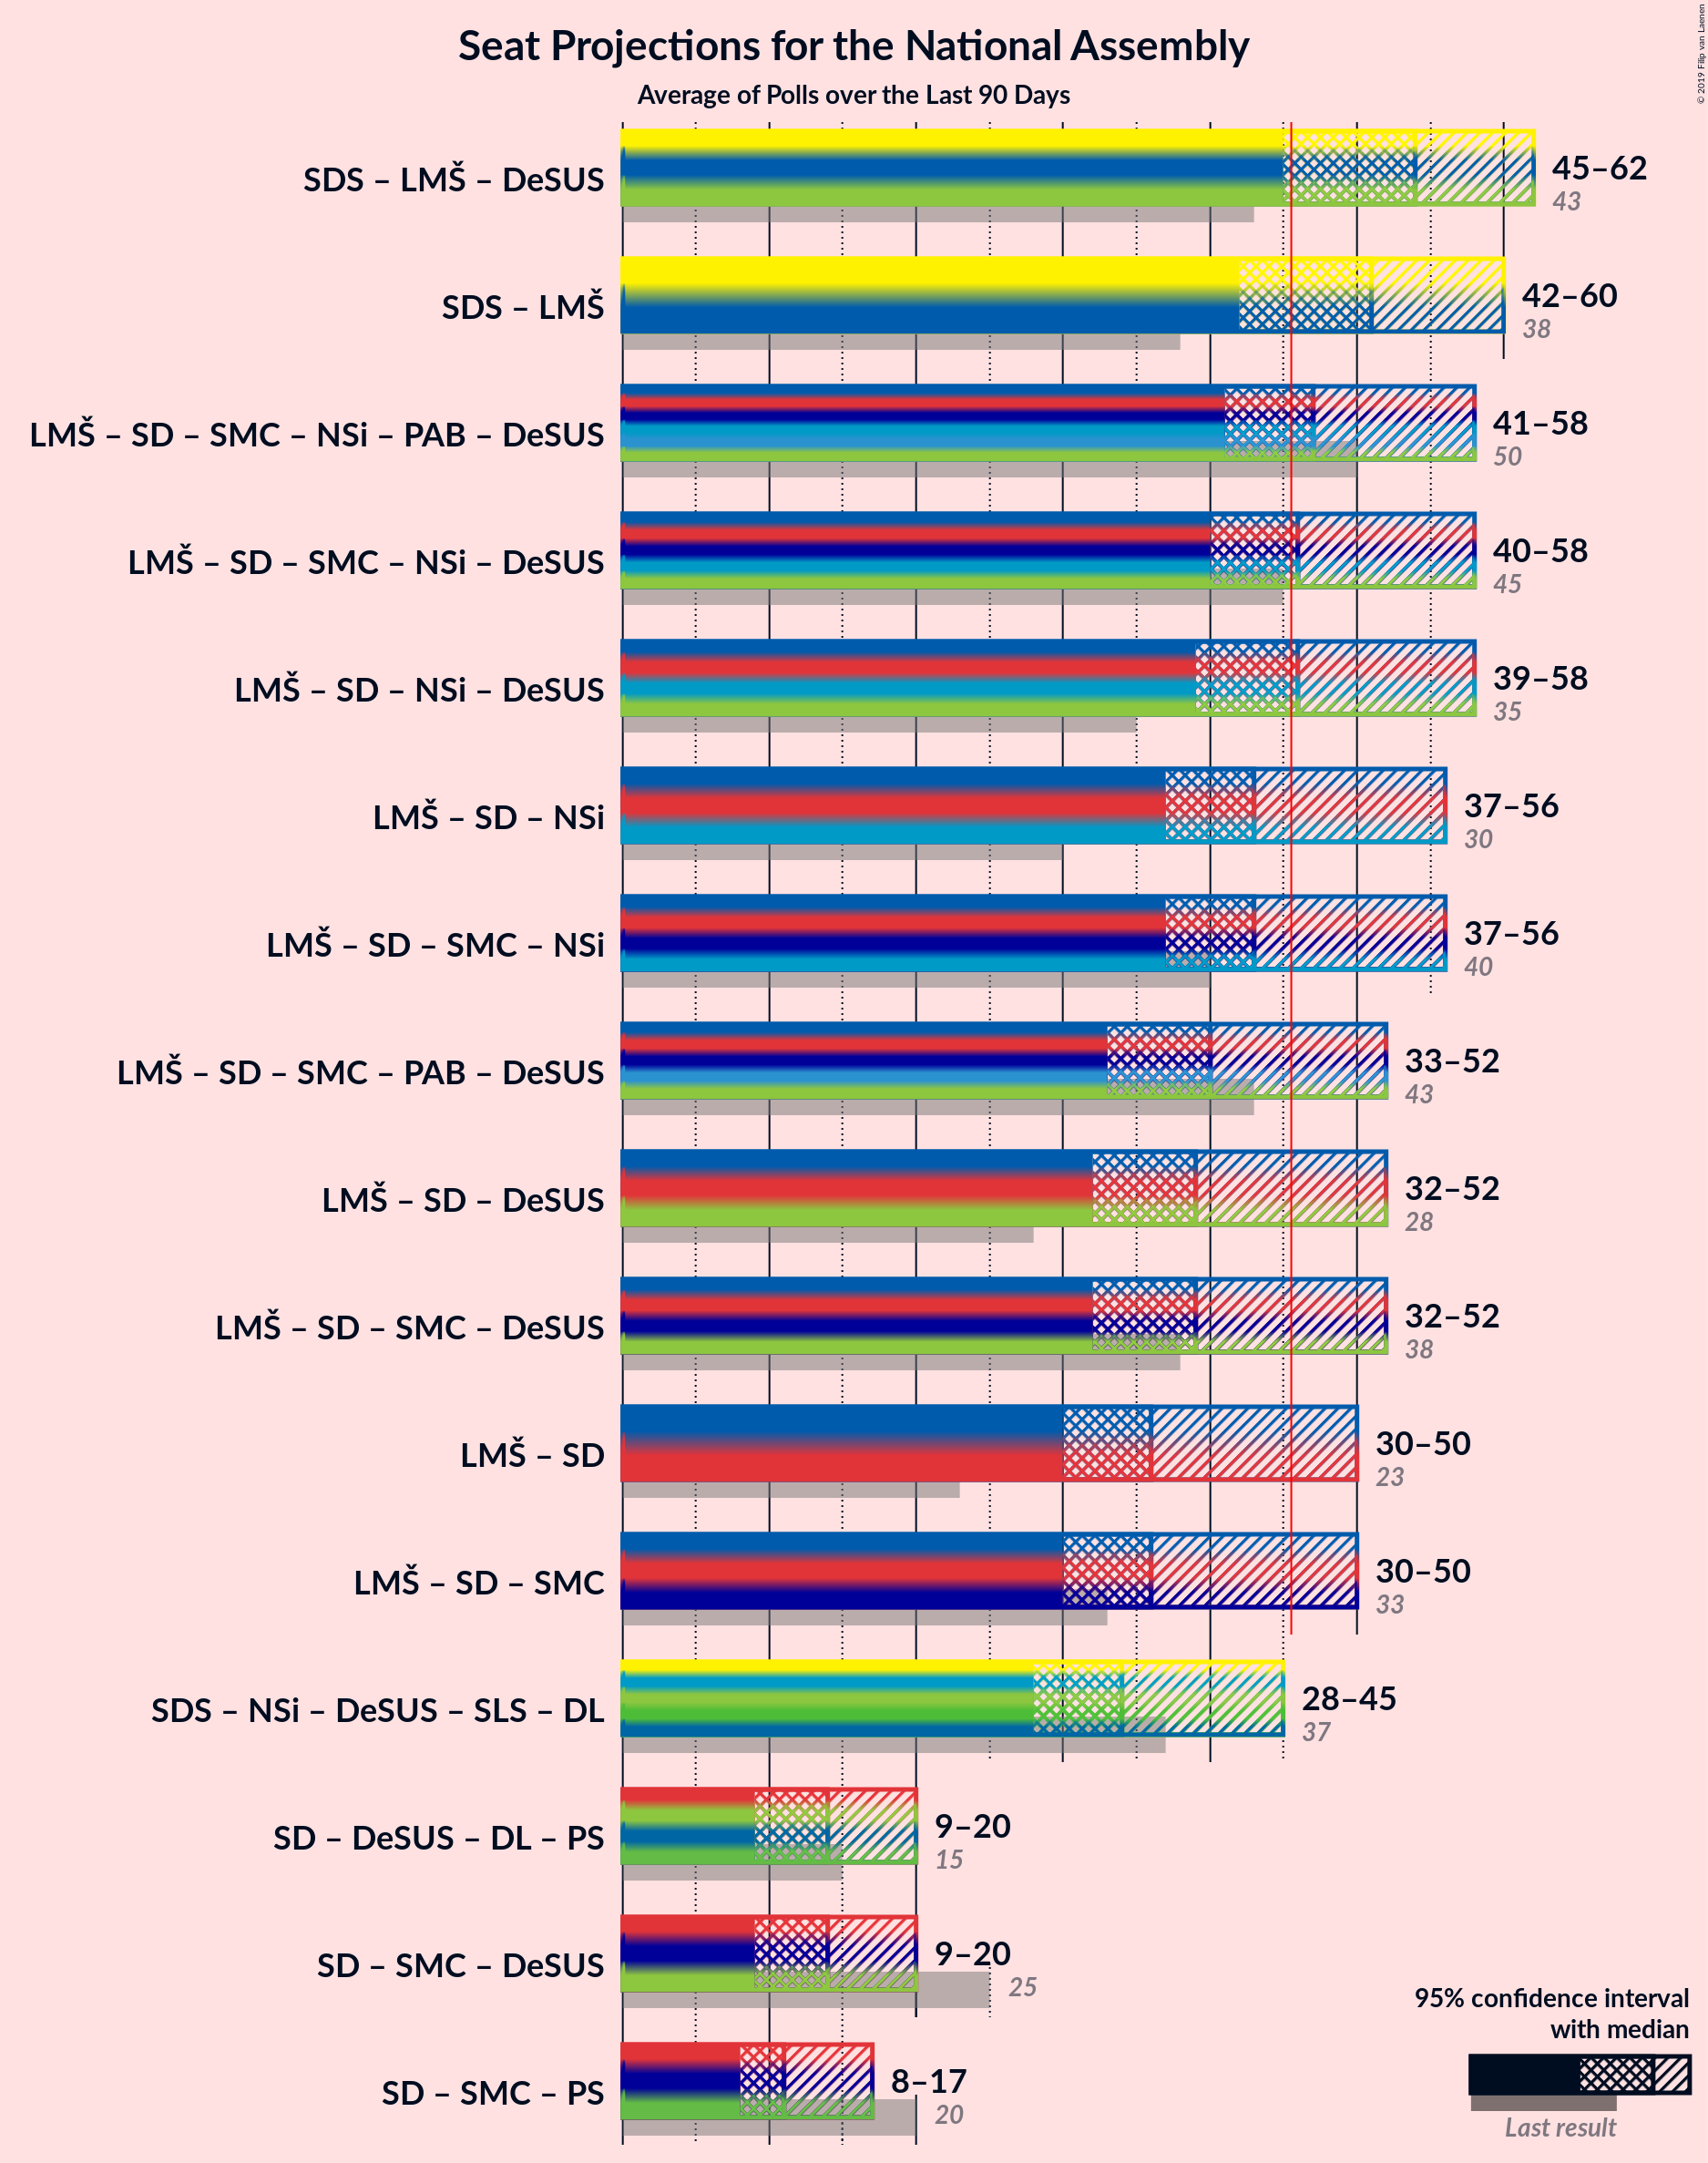 Seat Projections for the National Assembly
Average of Polls over the Last 90 Days
© 2019 Filip van Laenen
SDS – LMŠ – DeSUS
45–62
43
SDS – LMŠ
42–60
38
LMŠ – SD – SMC – NSi – PAB – DeSUS
41–58
50
LMŠ – SD – SMC – NSi – DeSUS
40–58
45
LMŠ – SD – NSi – DeSUS
39–58
35
LMŠ – SD – NSi
37–56
30
LMŠ – SD – SMC – NSi
37–56
40
LMŠ – SD – SMC – PAB – DeSUS
33–52
43
LMŠ – SD – DeSUS
32–52
28
LMŠ – SD – SMC – DeSUS
32–52
38
LMŠ – SD
30–50
23
LMŠ – SD – SMC
30–50
33
SDS – NSi – DeSUS – SLS – DL
28–45
37
SD – DeSUS – DL – PS
9–20
15
SD – SMC – DeSUS
9–20
25
SD – SMC – PS
8–17
20
95% confidence interval
with median
Last result